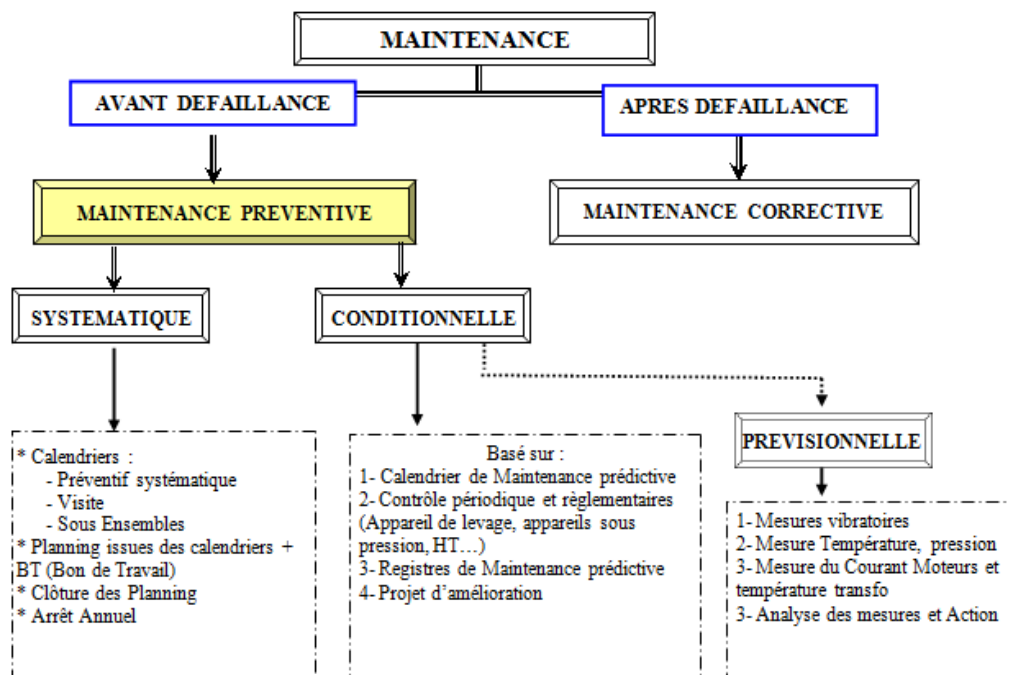 MAINTENANCE
AVANT DEFAILLANCE
APRES DEFAILLANCE
MAINTENANCE PREVENTIVE
MAINTENANCE CORRECTIVE
SYSTEMATIQUE
CONDITIONNELLE
PREVISIONNELLE
* Calendriers :
- Préventif systématique
- Visite
- Sous Ensembles
* Planning issues des calendriers +
BT (Bon de Travail)
* Clôture des Planning
* Arrêt Annuel
Basé sur :
1- Calendrier de Maintenance prédictive
2- Contrôle périodique et règlementaires
(Appareil de levage, appareils sous
pression, HT…)
3- Registres de Maintenance prédictive
4- Projet d’amélioration
1- Mesures vibratoires
2- Mesure Température, pression
3- Mesure du Courant Moteurs et
température transfo
3- Analyse des mesures et Action